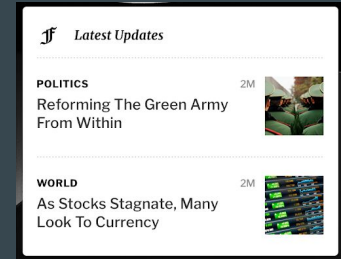 Latest Updates
POLITICS 2M
Reforming The Green Army
From Within
WORLD 2M
As Stocks Stagnate, Many
Look To Currency